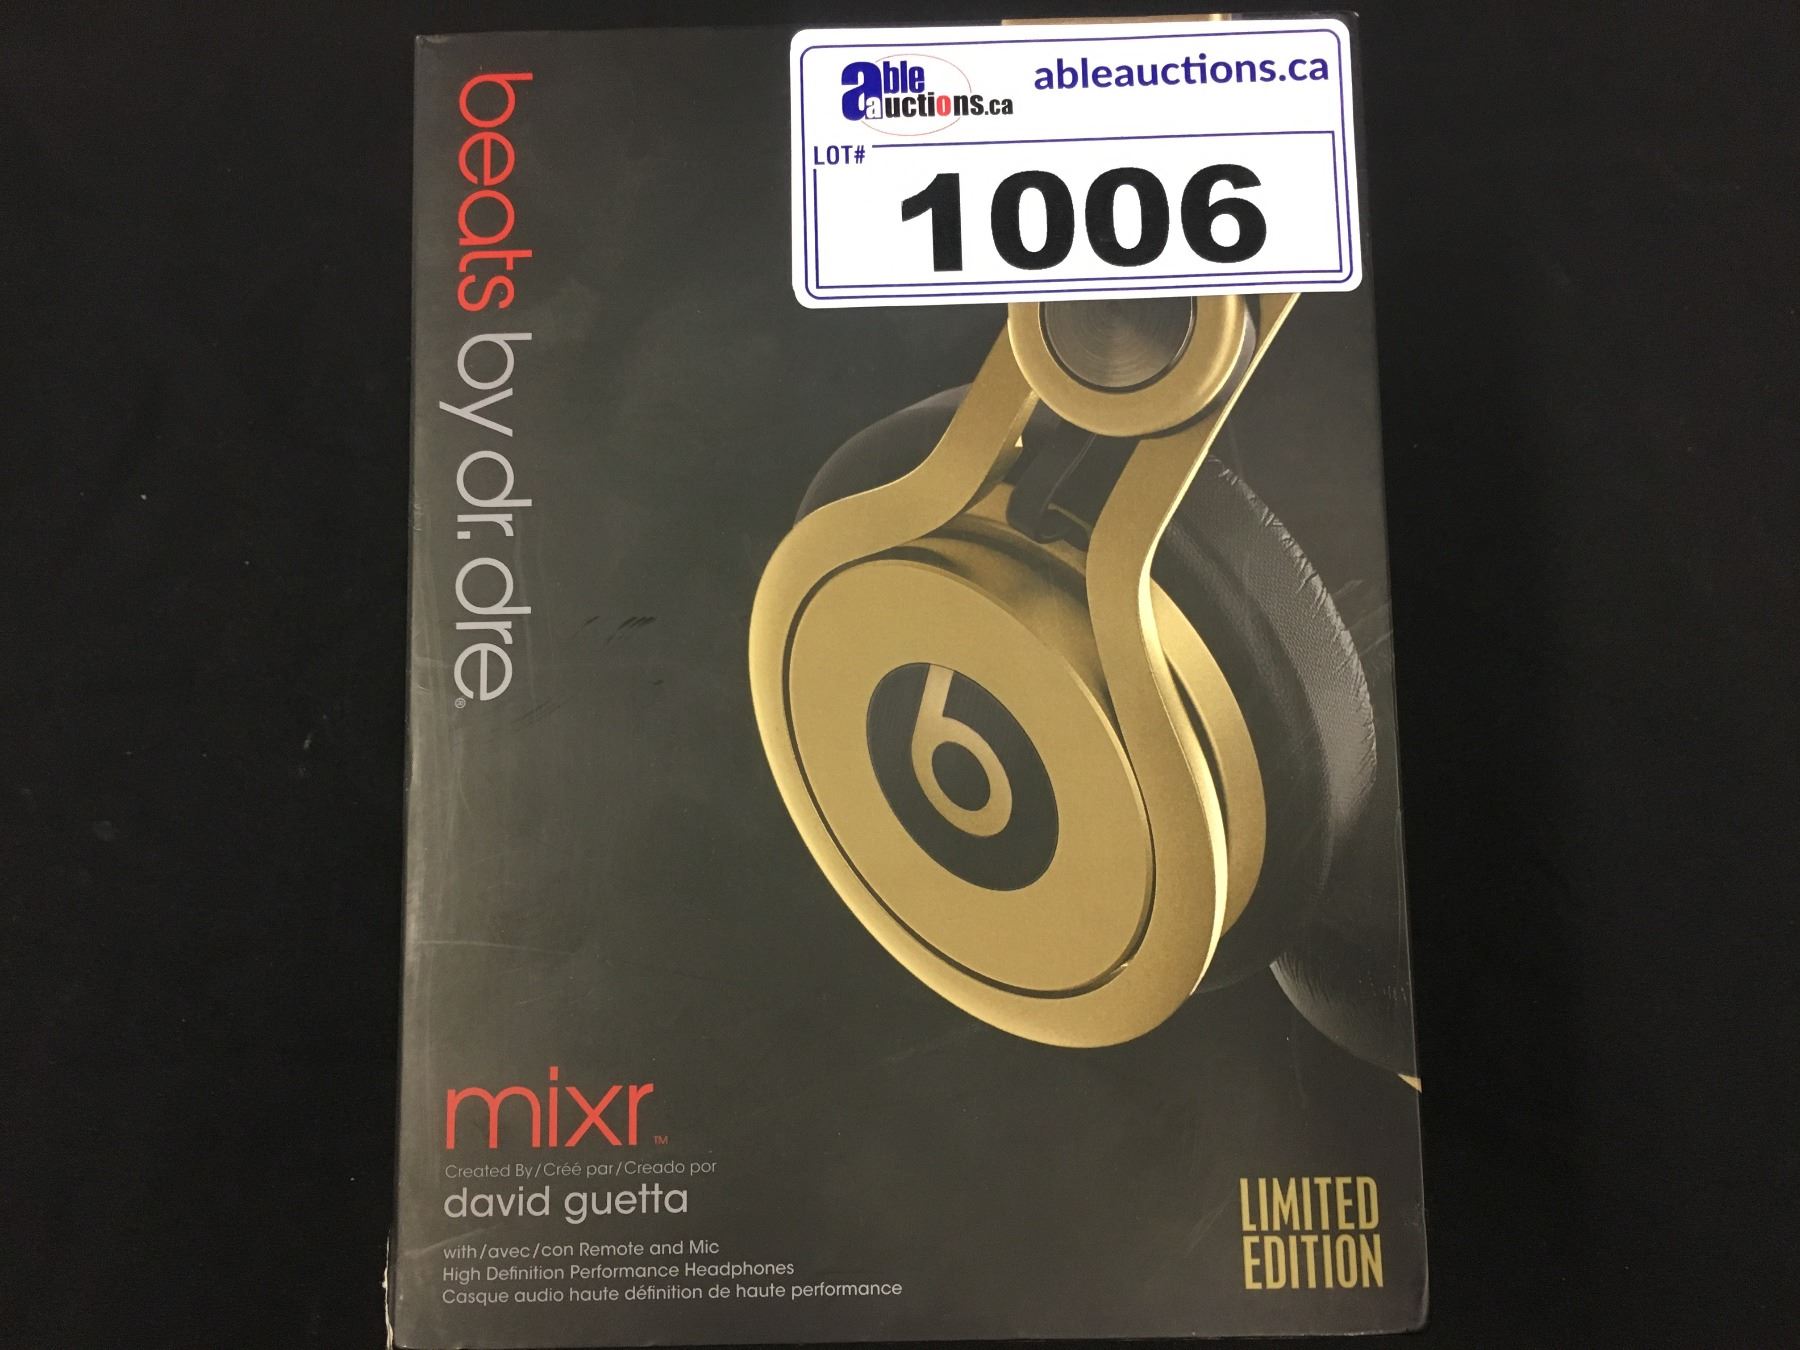 able auctions.ca
ableauctions.ca
LOT#
1006
beats by dr. dre®
mixr™
Created By/Créé par/Creado por
david guetta
with/avec/con Remote and Mic
High Definition Performance Headphones
Casque audio haute définition de haute performance
LIMITED
EDITION